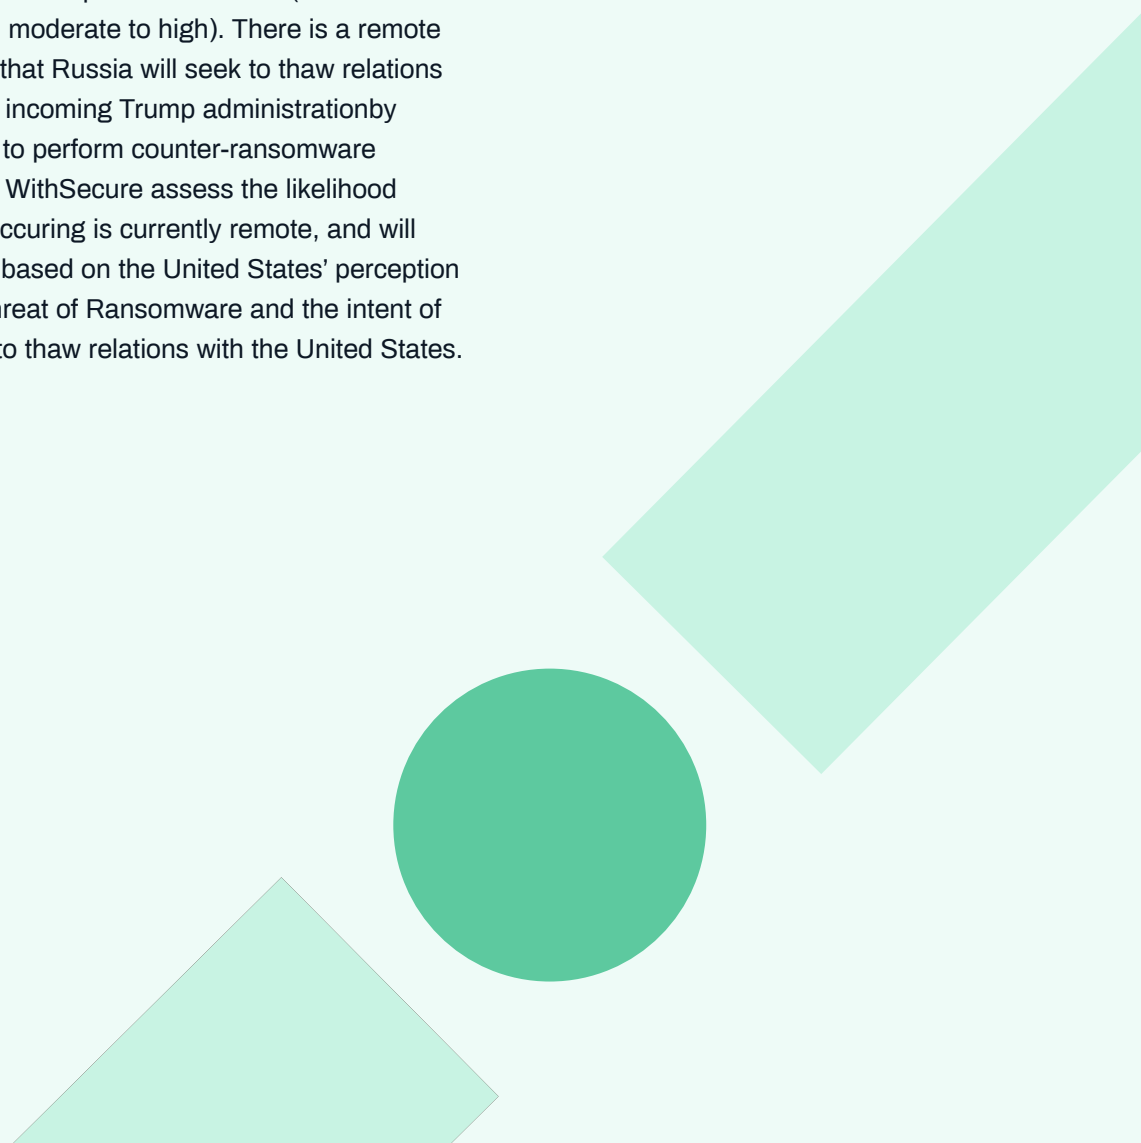 moderate to high). There is a remote
that Russia will seek to thaw relations
incoming Trump administrationby
to perform counter-ransomware
WithSecure assess the likelihood
is currently remote, and will
based on the United States’ perception
of Ransomware and the intent of
to thaw relations with the United States.